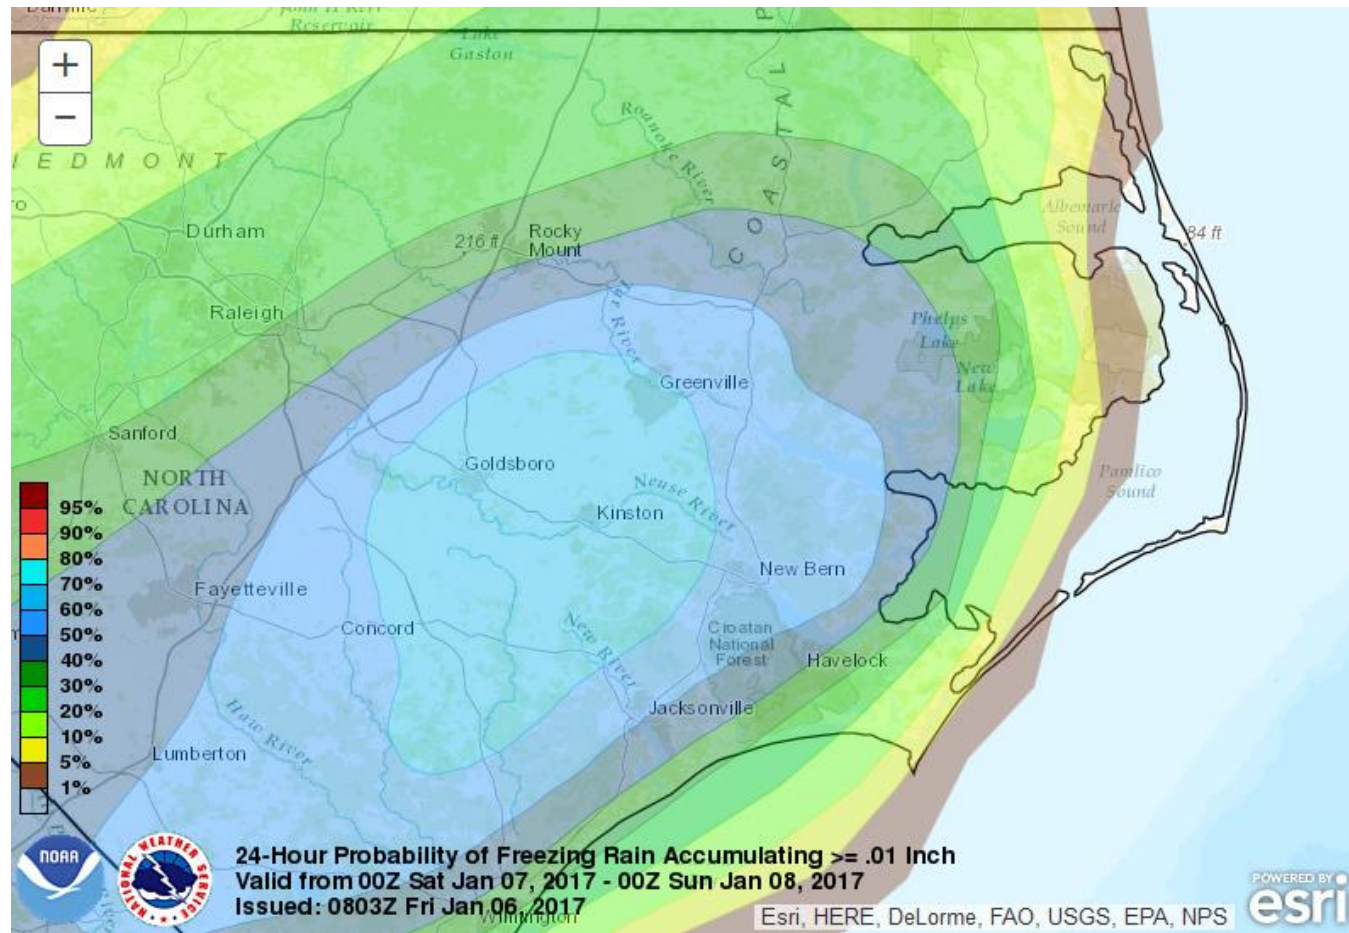 Danville
John H Kerr
Reservoir
Lake
Gaston
+
−
Roanoke River
COASTAL P
IEDMONT
ro
Durham
216 ft
Rocky
Mount
Albemarle
Sound
84 ft
Raleigh
Tar River
Phelps
Lake
New
Lake
Greenville
Sanford
Goldsboro
NORTH
CAROLINA
Neuse River
Kinston
Pamlico
Sound
95%
90%
80%
70%
60%
50%
40%
30%
20%
10%
5%
1%
New Bern
Fayetteville
Concord
New River
Croatan
National
Forest
Havelock
Jacksonville
Haw River
Lumberton
NOAA
NATIONAL WEATHER SERVICE
24-Hour Probability of Freezing Rain Accumulating >= .01 Inch
Valid from 00Z Sat Jan 07, 2017 - 00Z Sun Jan 08, 2017
Issued: 0803Z Fri Jan 06, 2017
Wilmington
Esri, HERE, DeLorme, FAO, USGS, EPA, NPS
POWERED BY
esri